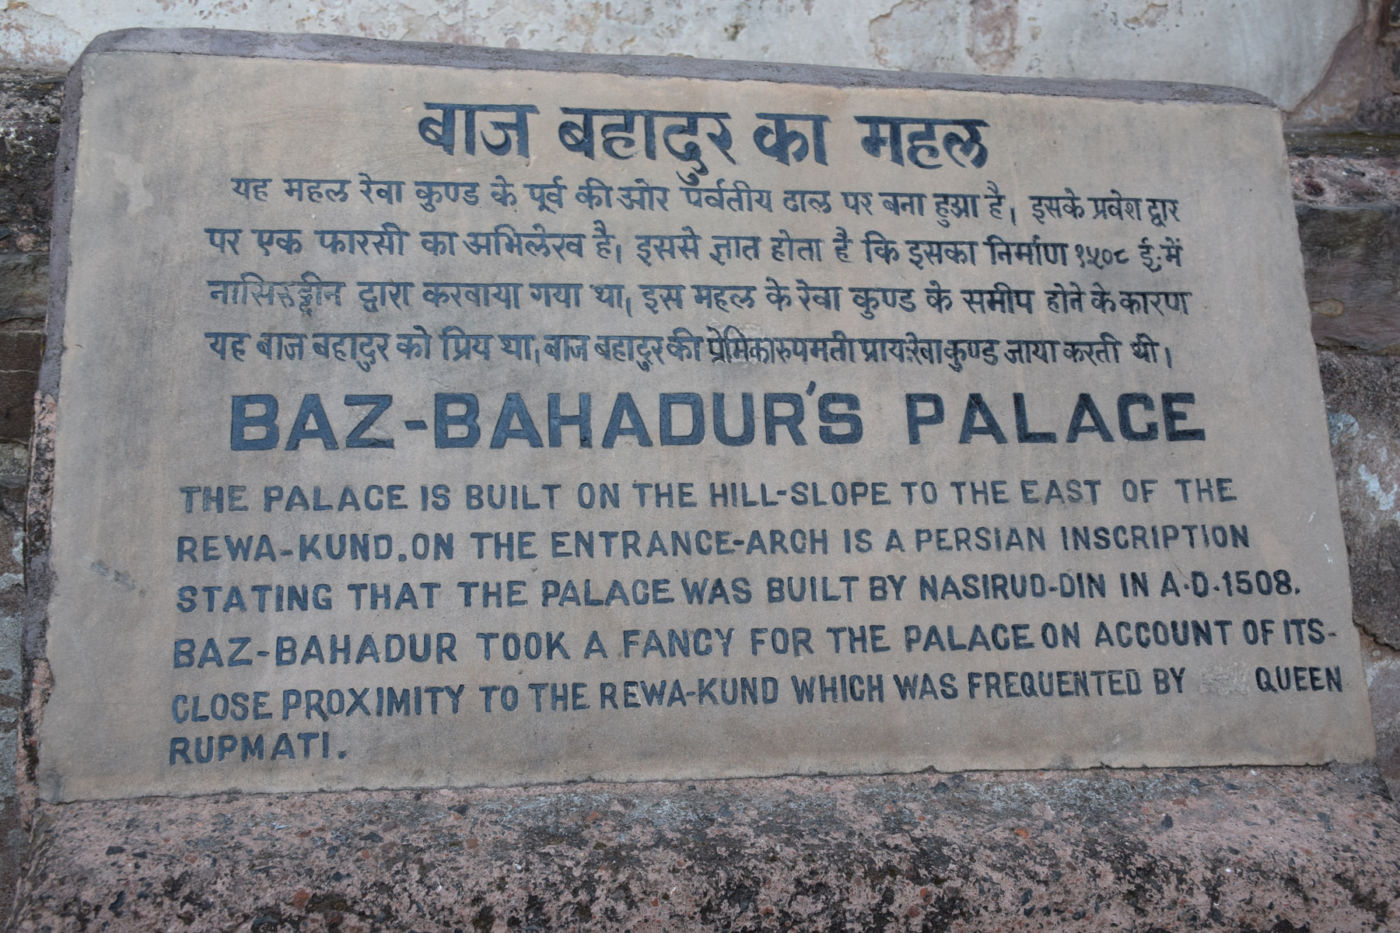 बाज बहादुर का महल
यह महल रेवा कुण्ड के पूर्व की ओर पर्वतीय ढाल पर बना हुआ है। इसके प्रवेश द्वार
पर एक फारसी का अभिलेख है। इससे ज्ञात होता है कि इसका निर्माण १५०८ ई. में
नासिरुद्दीन द्वारा करवाया गया था। इस महल के रेवा कुण्ड के समीप होने के कारण
यह बाज बहादुर को प्रिय था। बाज बहादुर की प्रेमिका रुपमती प्रायः रेवा कुण्ड जाया करती थी।
BAZ-BAHADUR'S PALACE
THE PALACE IS BUILT ON THE HILL-SLOPE TO THE EAST OF THE
REWA-KUND. ON THE ENTRANCE-ARCH IS A PERSIAN INSCRIPTION
STATING THAT THE PALACE WAS BUILT BY NASIRUD-DIN IN A.D.1508.
BAZ-BAHADUR TOOK A FANCY FOR THE PALACE ON ACCOUNT OF ITS-
CLOSE PROXIMITY TO THE REWA-KUND WHICH WAS FREQUENTED BY QUEEN
RUPMATI.